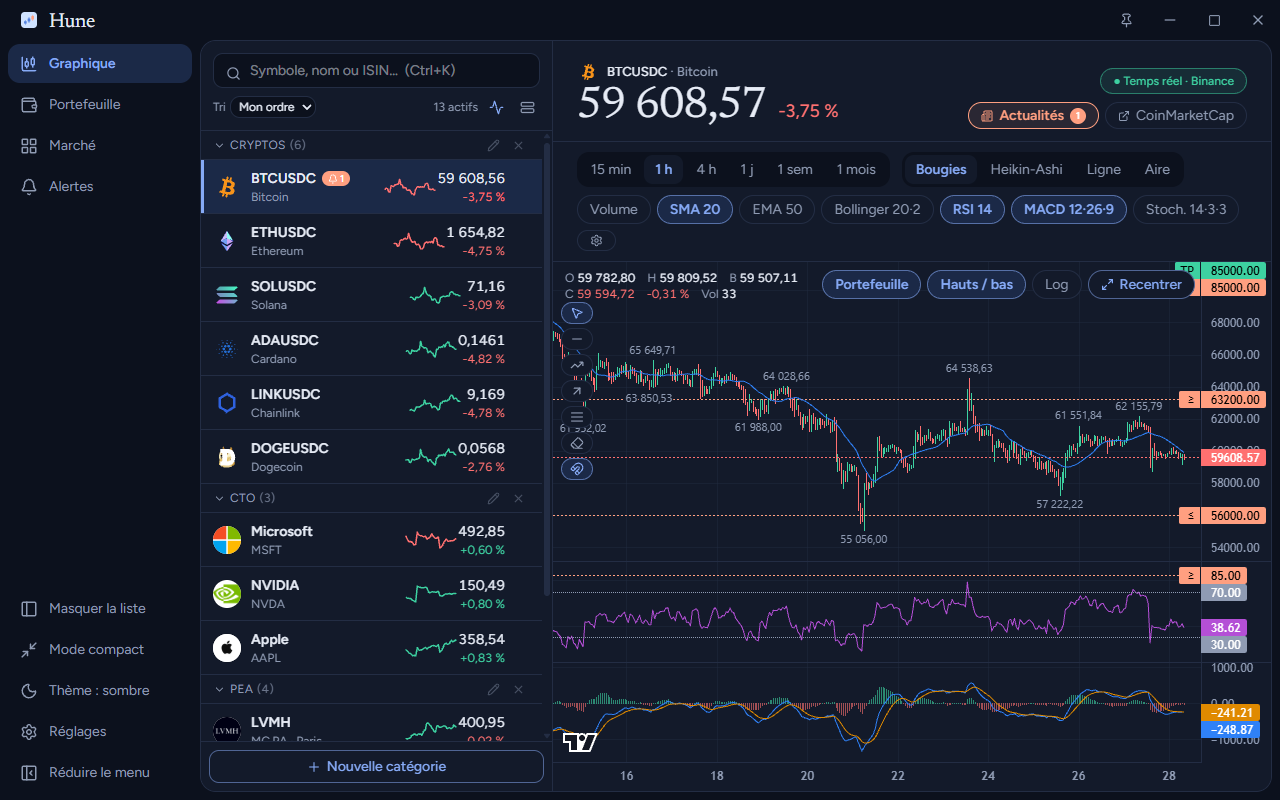 Hune
Graphique
Portefeuille
Marché
Alertes
Masquer la liste
Mode compact
Thème : sombre
Réglages
Réduire le menu
Symbole, nom ou ISIN… (Ctrl+K)
Tri Mon ordre 13 actifs
CRYPTOS (6)
BTCUSDC 1 59 608,56
Bitcoin -3,75 %
ETHUSDC 1 654,82
Ethereum -4,75 %
SOLUSDC 71,16
Solana -3,09 %
ADAUSDC 0,1461
Cardano -4,82 %
LINKUSDC 9,169
Chainlink -4,78 %
DOGEUSDC 0,0568
Dogecoin -2,76 %
CTO (3)
Microsoft 492,85
MSFT +0,60 %
NVIDIA 150,49
NVDA +0,80 %
Apple 358,54
AAPL +0,83 %
PEA (4)
LVMH LVMH 400,95
MC.PA · Paris -0,02 %
+ Nouvelle catégorie
BTCUSDC · Bitcoin
59 608,57 -3,75 %
Temps réel · Binance
Actualités 1 CoinMarketCap
15 min 1 h 4 h 1 j 1 sem 1 mois Bougies Heikin-Ashi Ligne Aire
Volume SMA 20 EMA 50 Bollinger 20·2 RSI 14 MACD 12·26·9 Stoch. 14·3·3
O 59 782,80 H 59 809,52 B 59 507,11
C 59 594,72 -0,31 % Vol 33
Portefeuille Hauts / bas Log Recentrer
TP 85000.00
85000.00
68000.00
66000.00
64000.00
≥ 63200.00
62000.00
59608.57
58000.00
≤ 56000.00
54000.00
65 649,71
63 850,53
64 028,66
61 988,00
55 056,00
64 538,63
57 222,22
61 551,84
62 155,79
≥ 85.00
70.00
38.62
30.00
1000.00
0.00
−241.21
−248.87
−1000.00
16 18 20 22 24 26 28